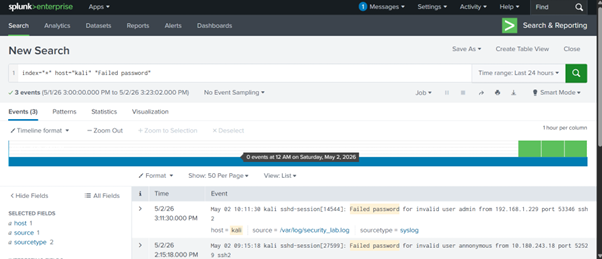 splunk>enterprise Apps 1 Messages Settings Activity Help Find
Search Analytics Datasets Reports Alerts Dashboards Search & Reporting
New Search Save As Create Table View Close
1 index="*" host="kali" "Failed password" Time range: Last 24 hours
3 events (5/1/26 3:00:00.000 PM to 5/2/26 3:23:02.000 PM) No Event Sampling Job Smart Mode
Events (3) Patterns Statistics Visualization
Timeline format — Zoom Out + Zoom to Selection × Deselect 1 hour per column
0 events at 12 AM on Saturday, May 2, 2026
Format Show: 50 Per Page View: List
< Hide Fields All Fields i Time Event
SELECTED FIELDS
a host 1
a source 1
a sourcetype 2
> 5/2/26 May 02 10:11:30 kali sshd-session[14544]: Failed password for invalid user admin from 192.168.1.229 port 53346 ssh
3:11:30.000 PM h2
host = kali source = /var/log/security_lab.log sourcetype = syslog
> 5/2/26 May 02 09:15:18 kali sshd-session[27599]: Failed password for invalid user annonymous from 10.180.243.18 port 5225
2:15:18.000 PM 9 ssh2